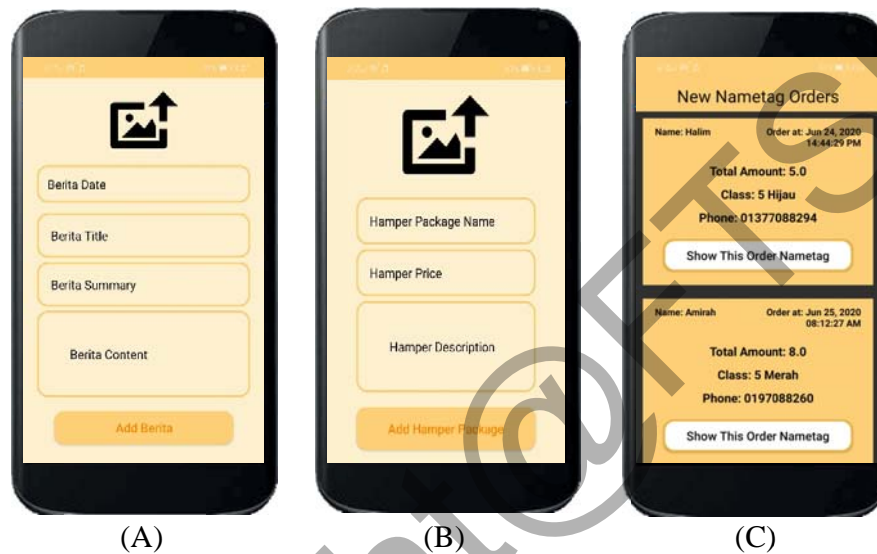 Berita Date
Berita Title
Berita Summary
Berita Content
Add Berita
(A)
Hamper Package Name
Hamper Price
Hamper Description
Add Hamper Package
(B)
New Nametag Orders
Name: Halim
Order at: Jun 24, 2020
14:44:29 PM
Total Amount: 5.0
Class: 5 Hijau
Phone: 01377088294
Show This Order Nametag
Name: Amirah
Order at: Jun 25, 2020
08:12:27 AM
Total Amount: 8.0
Class: 5 Merah
Phone: 0197088260
Show This Order Nametag
(C)